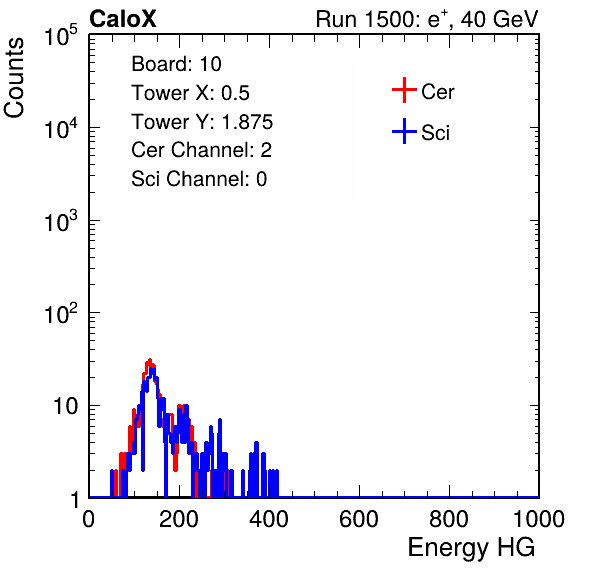 CaloX Run 1500: e⁺, 40 GeV
Counts
Board: 10
Tower X: 0.5
Tower Y: 1.875
Cer Channel: 2
Sci Channel: 0
Cer
Sci
10⁵
10⁴
10³
10²
10
1
0 200 400 600 800 1000
Energy HG